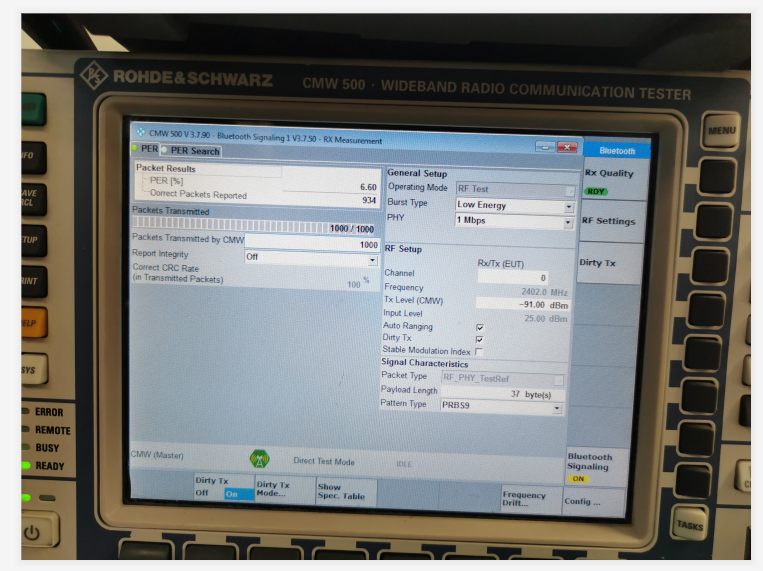 ROHDE&SCHWARZ CMW 500 · WIDEBAND RADIO COMMUNICATION TESTER
MENU
CMW 500 V 3.7.90 - Bluetooth Signaling 1 V3.7.50 - RX Measurement
Bluetooth
PER PER Search
Packet Results
PER [%] 6.60
Correct Packets Reported 934
Packets Transmitted
1000 / 1000
Packets Transmitted by CMW 1000
Report Integrity Off
Correct CRC Rate
(in Transmitted Packets) 100 %
General Setup
Operating Mode RF Test
Burst Type Low Energy
PHY 1 Mbps
RF Setup
Rx/Tx (EUT)
Channel 0
Frequency 2402.0 MHz
Tx Level (CMW) -91.00 dBm
Input Level 25.00 dBm
Auto Ranging
Dirty Tx
Stable Modulation Index
Signal Characteristics
Packet Type RF_PHY_TestRef
Payload Length 37 byte(s)
Pattern Type PRBS9
Rx Quality
RDY
RF Settings
Dirty Tx
CMW (Master) Direct Test Mode IDLE
Bluetooth
Signaling
ON
Dirty Tx
Off On
Dirty Tx
Mode...
Show
Spec. Table
Frequency
Drift...
Config ...
TASKS
SYS
ERROR
REMOTE
BUSY
READY